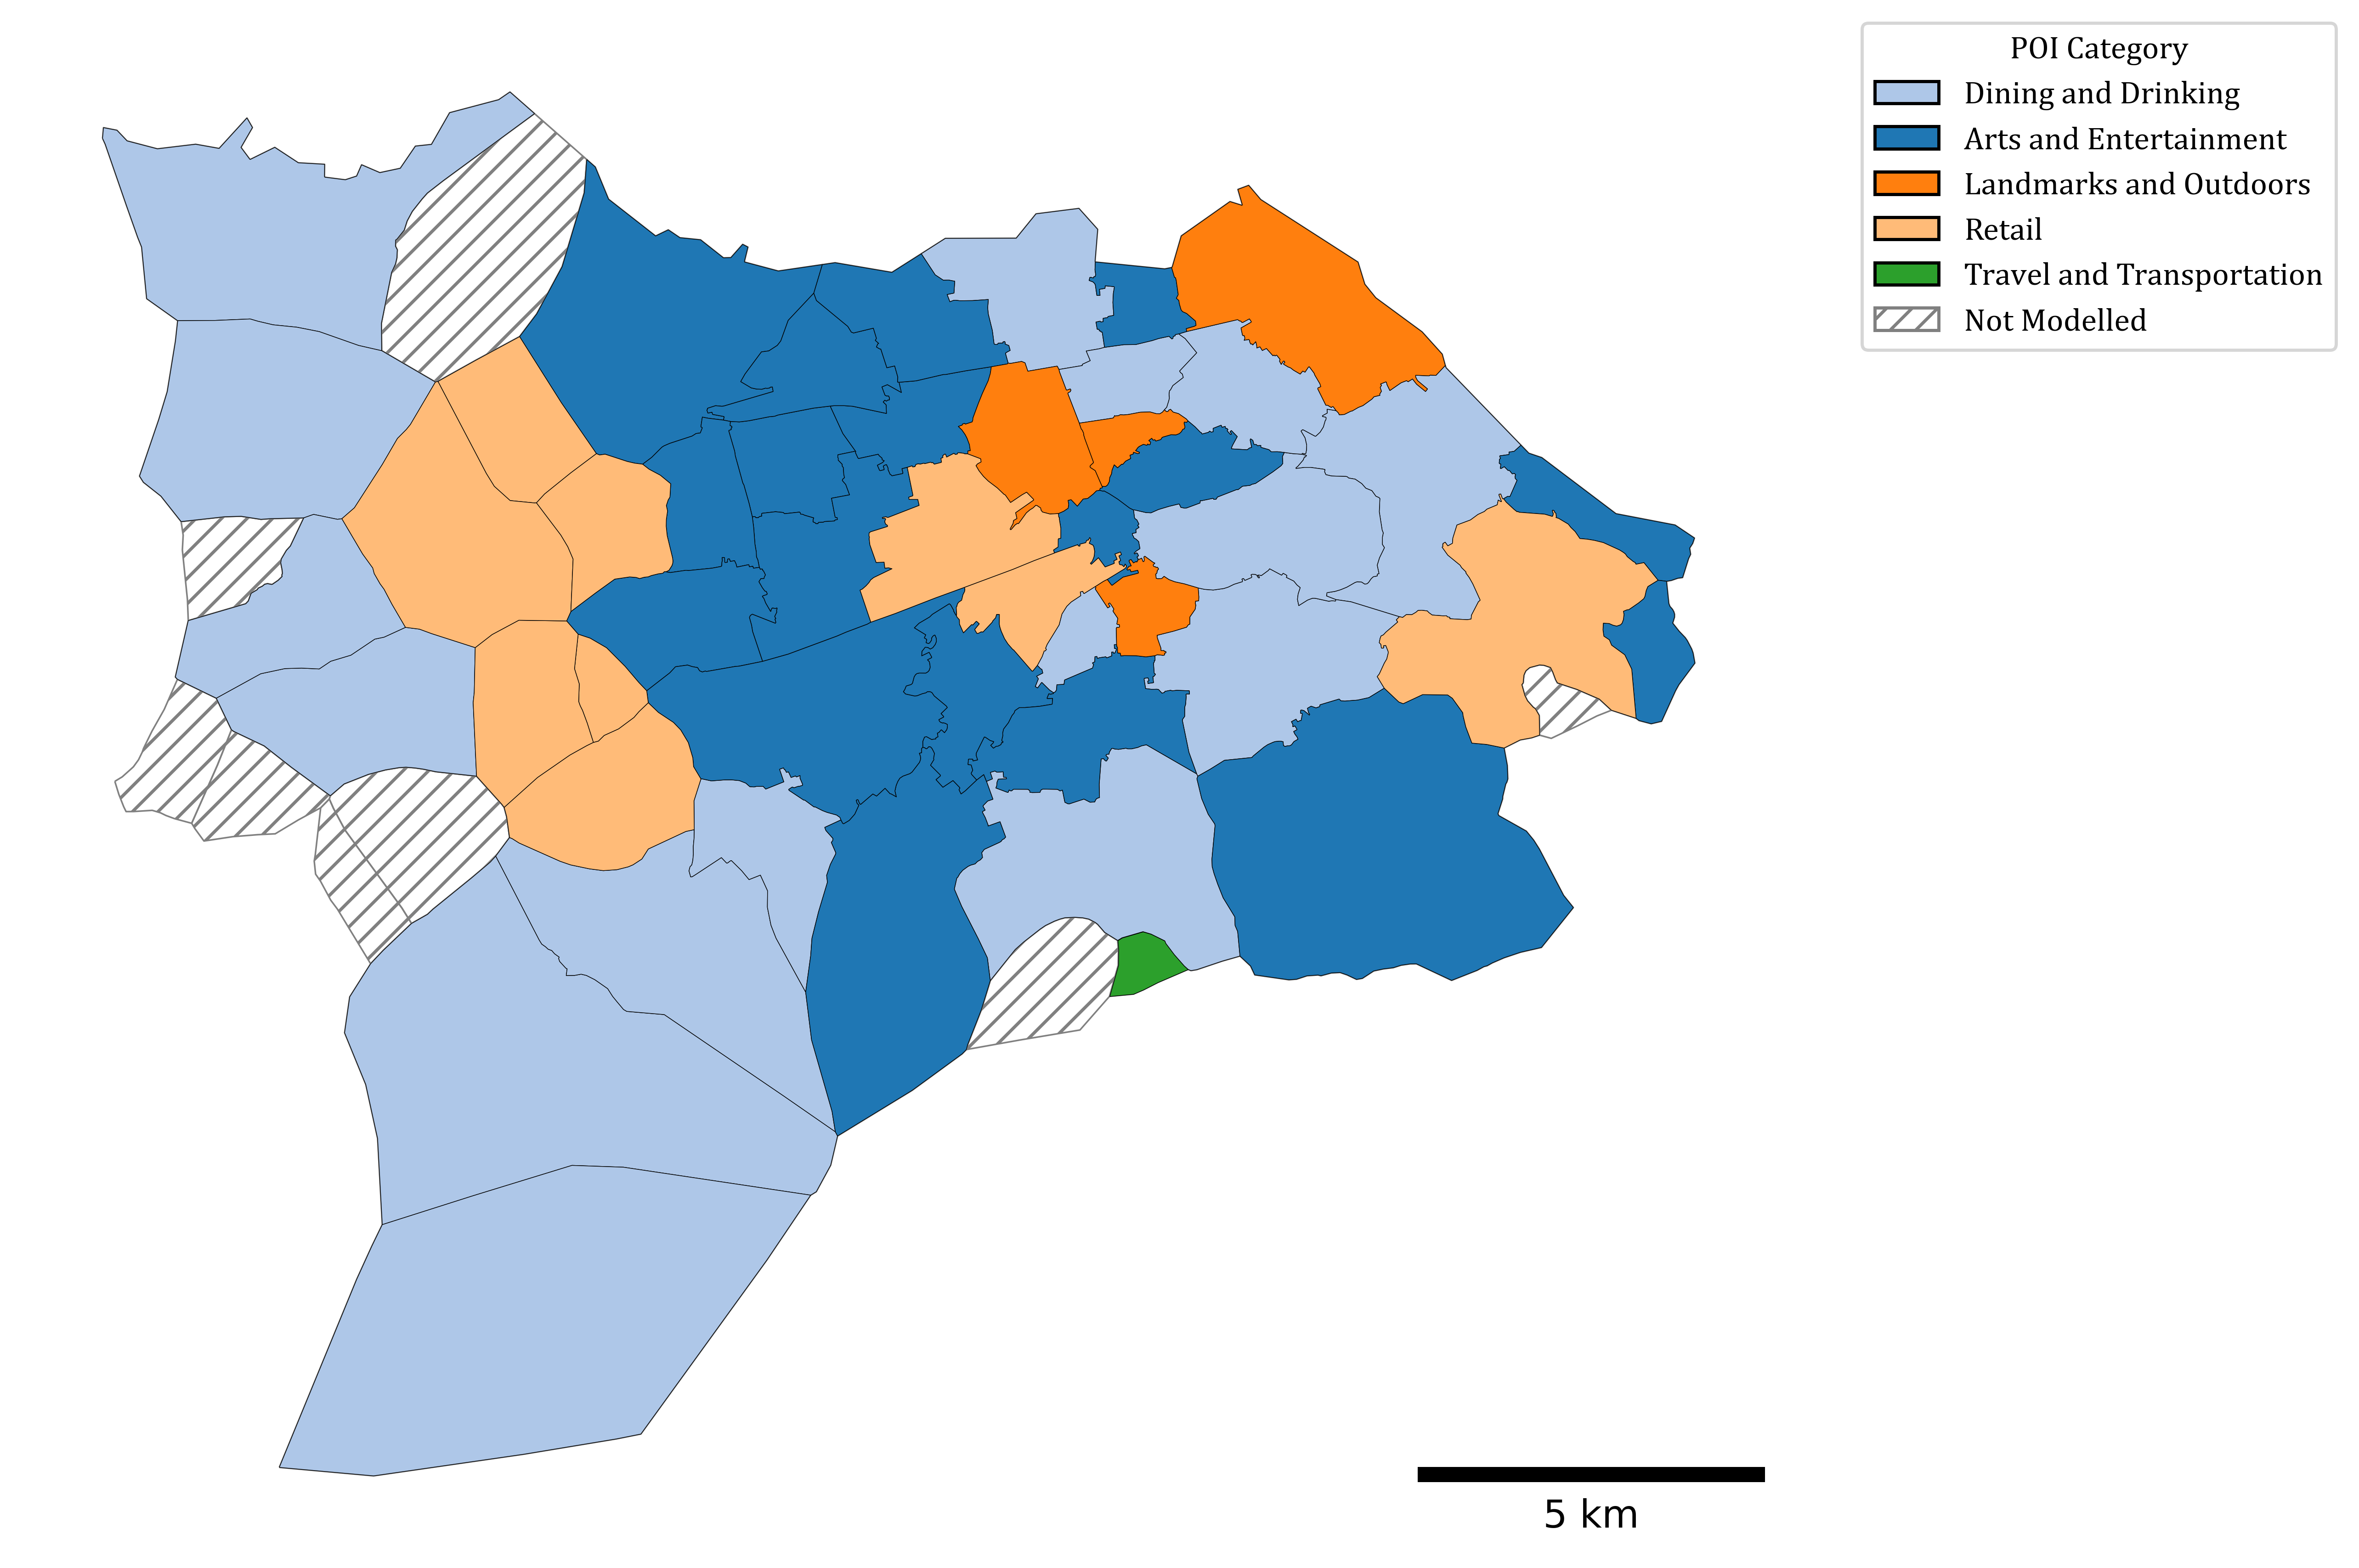 POI Category
Dining and Drinking
Arts and Entertainment
Landmarks and Outdoors
Retail
Travel and Transportation
Not Modelled
5 km